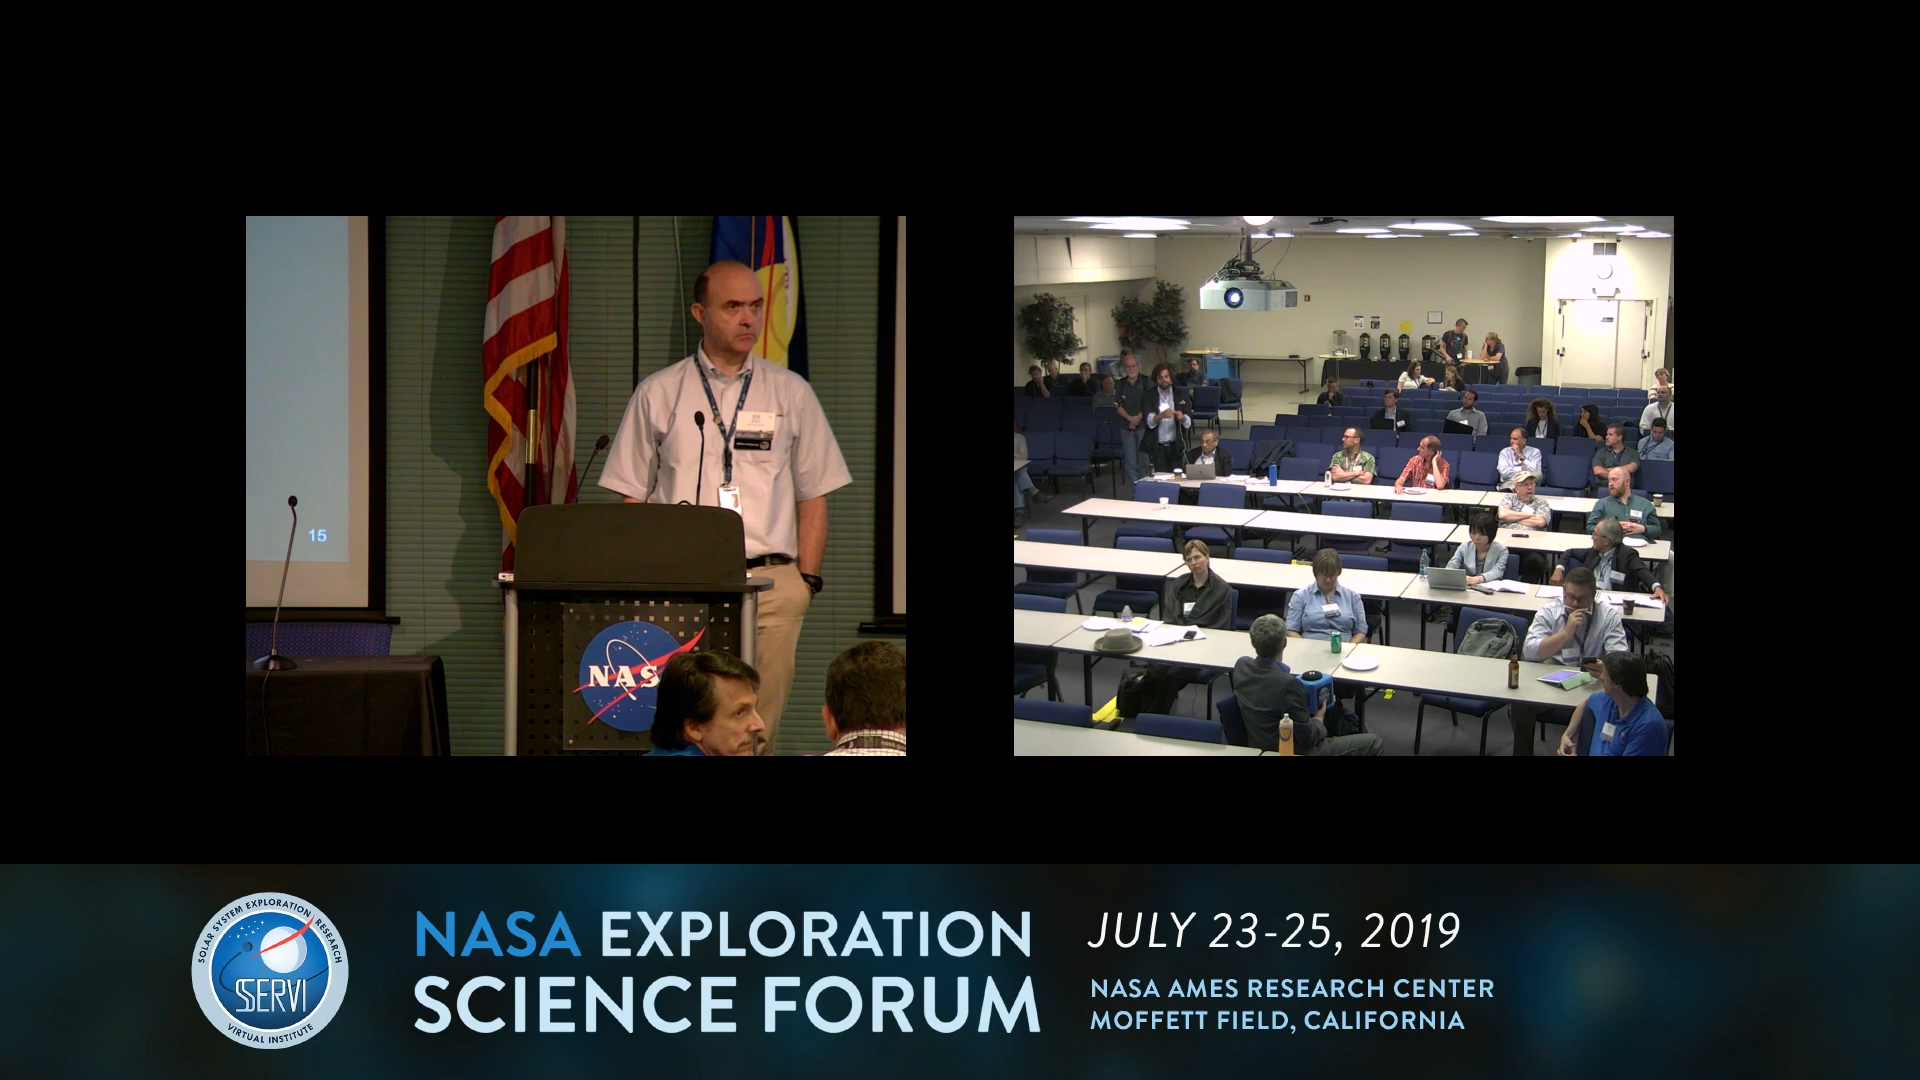 15
NASA
SOLAR SYSTEM EXPLORATION RESEARCH
SSERVI
VIRTUAL INSTITUTE
NASA EXPLORATION
SCIENCE FORUM
JULY 23-25, 2019
NASA AMES RESEARCH CENTER
MOFFETT FIELD, CALIFORNIA